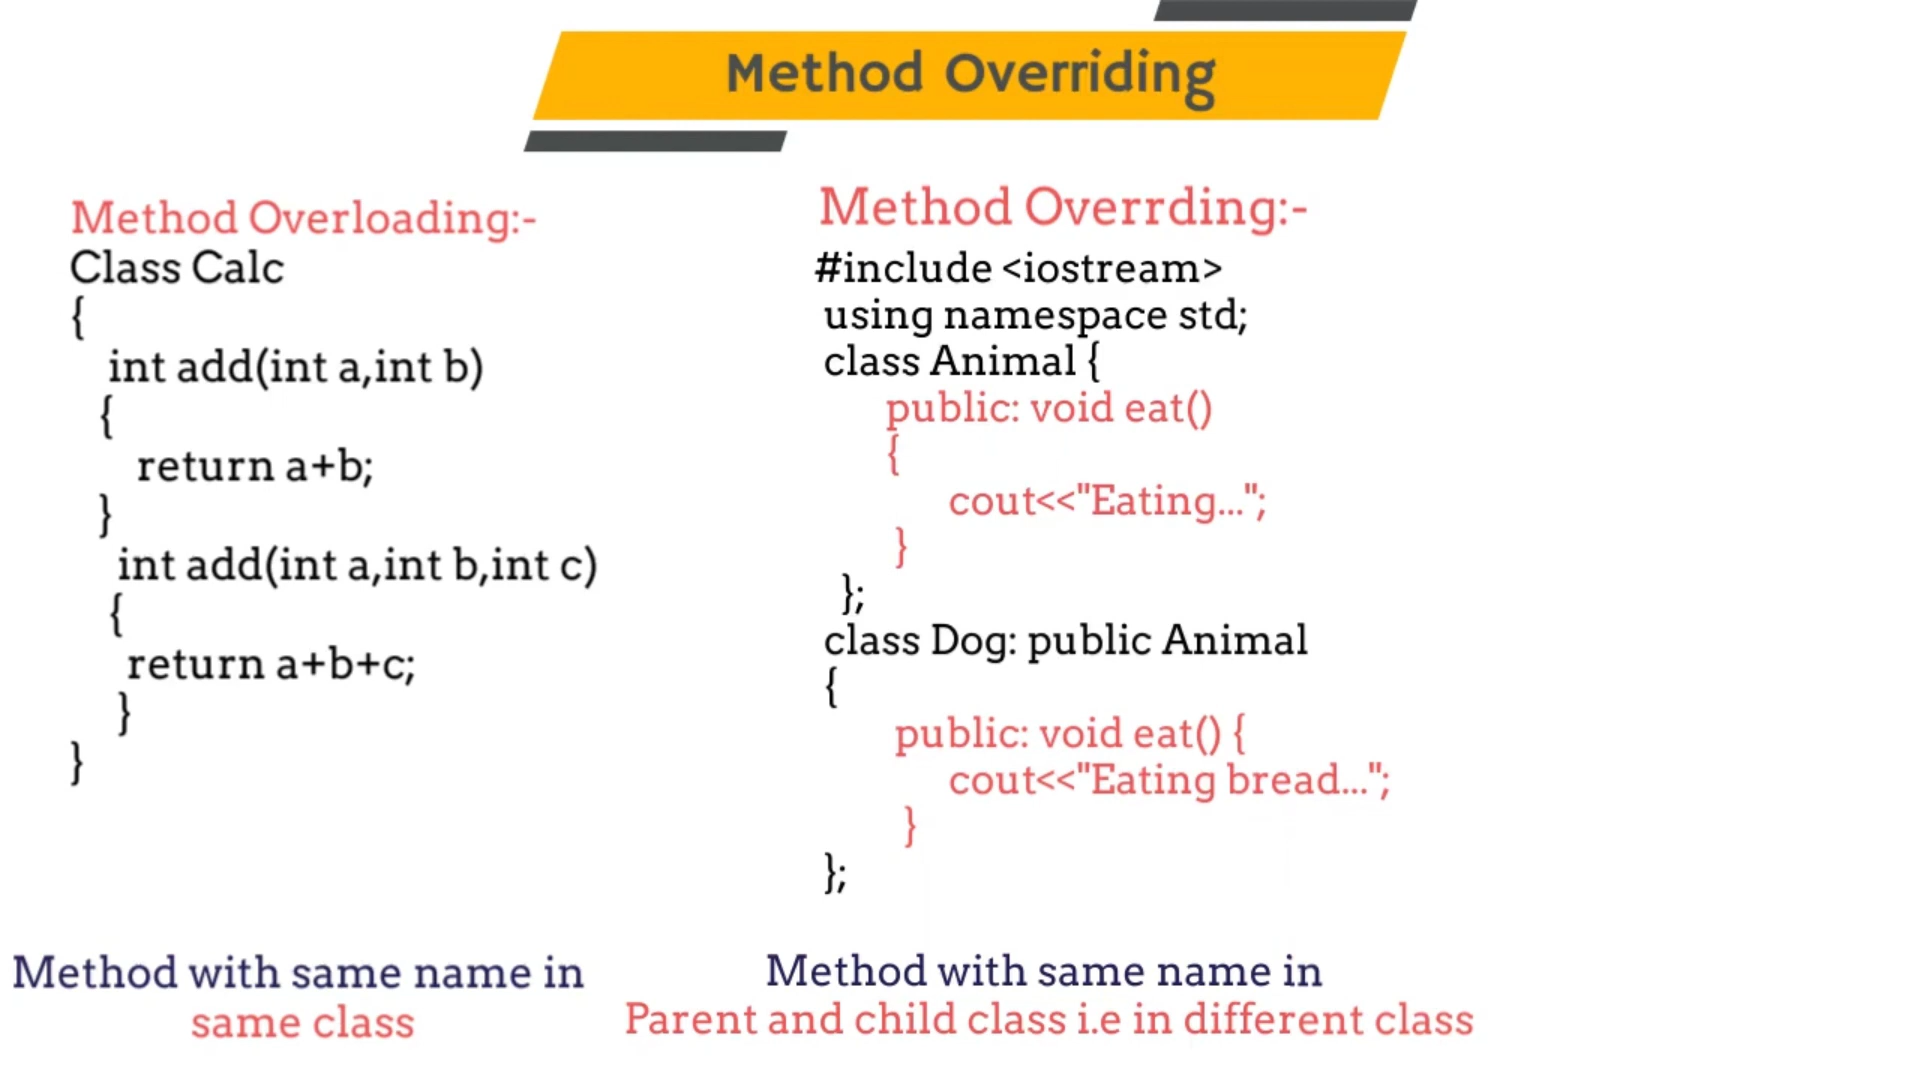 Method Overriding
Method Overloading:-
Class Calc
{
int add(int a,int b)
{
return a+b;
}
int add(int a,int b,int c)
{
return a+b+c;
}
}
Method with same name in
same class
Method Overrding:-
#include <iostream>
using namespace std;
class Animal {
public: void eat()
{
cout<<"Eating...";
}
};
class Dog: public Animal
{
public: void eat() {
cout<<"Eating bread...";
}
};
Method with same name in
Parent and child class i.e in different class